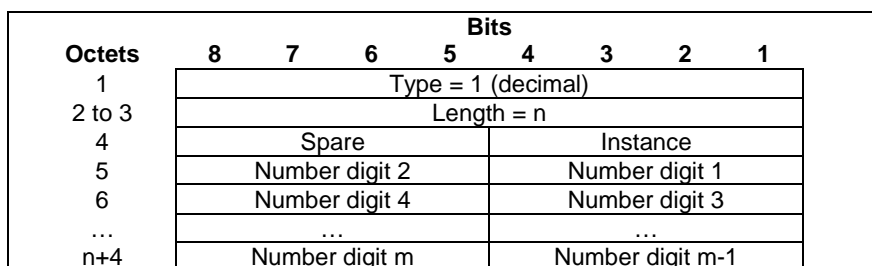 Bits
Octets 8 7 6 5 4 3 2 1
1 Type = 1 (decimal)
2 to 3 Length = n
4 Spare Instance
5 Number digit 2 Number digit 1
6 Number digit 4 Number digit 3
… … …
n+4 Number digit m Number digit m-1